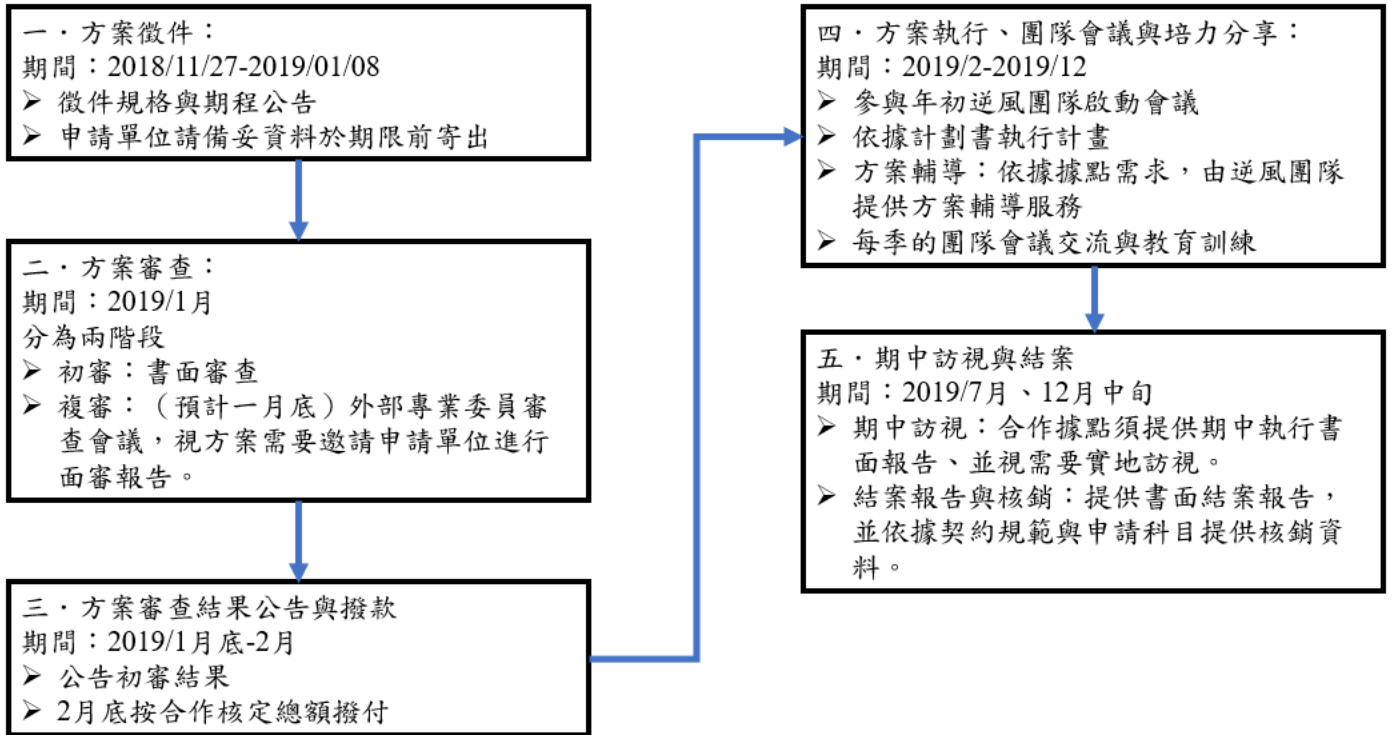 一．方案徵件：
期間：2018/11/27-2019/01/08
➢ 徵件規格與期程公告
➢ 申請單位請備妥資料於期限前寄出
二．方案審查：
期間：2019/1月
分為兩階段
➢ 初審：書面審查
➢ 複審：（預計一月底）外部專業委員審
查會議，視方案需要邀請申請單位進行
面審報告。
三．方案審查結果公告與撥款
期間：2019/1月底-2月
➢ 公告初審結果
➢ 2月底按合作核定總額撥付
四．方案執行、團隊會議與培力分享：
期間：2019/2-2019/12
➢ 參與年初逆風團隊啟動會議
➢ 依據計劃書執行計畫
➢ 方案輔導：依據據點需求，由逆風團隊
提供方案輔導服務
➢ 每季的團隊會議交流與教育訓練
五．期中訪視與結案
期間：2019/7月、12月中旬
➢ 期中訪視：合作據點須提供期中執行書
面報告、並視需要實地訪視。
➢ 結案報告與核銷：提供書面結案報告，
並依據契約規範與申請科目提供核銷資
料。